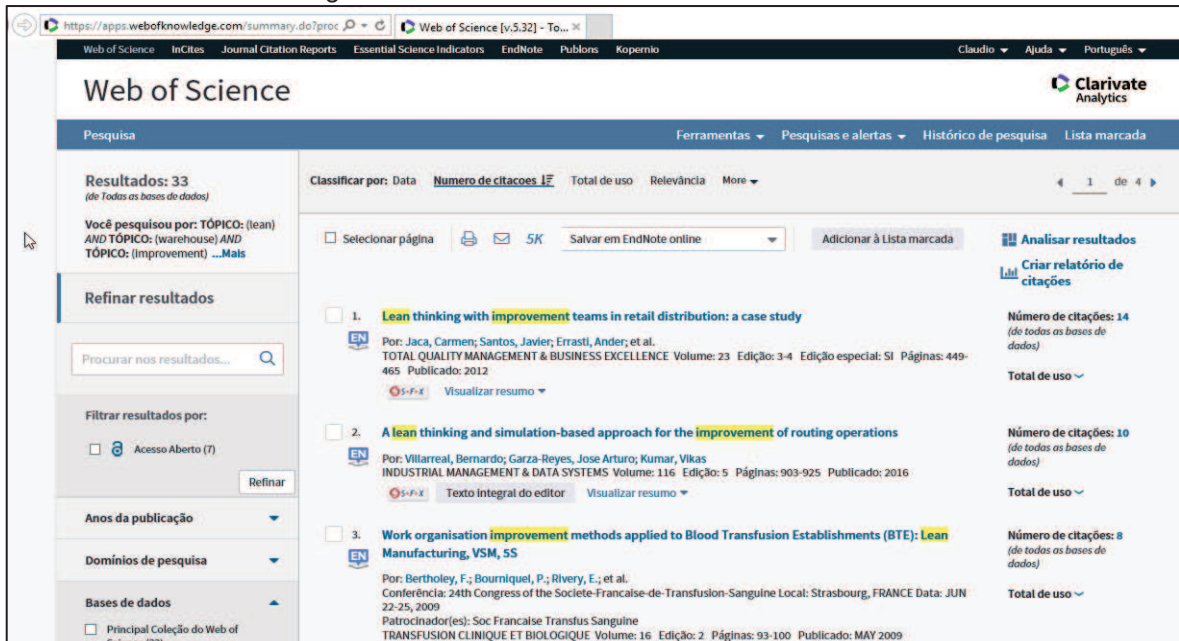 https://apps.webofknowledge.com/summary.do?proc
Web of Science [v.5.32] - To...
Web of Science InCites Journal Citation Reports Essential Science Indicators EndNote Publons Kopernio Claudio Ajuda Português
Web of Science
Clarivate
Analytics
Pesquisa Ferramentas Pesquisas e alertas Histórico de pesquisa Lista marcada
Resultados: 33
(de Todas as bases de dados)
Você pesquisou por: TÓPICO: (lean)
AND TÓPICO: (warehouse) AND
TÓPICO: (improvement) ...Mais
Classificar por: Data Numero de citacoes Total de uso Relevância More
1 de 4
Selecionar página 5K Salvar em EndNote online Adicionar à Lista marcada
Analisar resultados
Criar relatório de
citações
Refinar resultados
Procurar nos resultados...
Filtrar resultados por:
Acesso Aberto (7)
Refinar
Anos da publicação
Domínios de pesquisa
Bases de dados
Principal Coleção do Web of
1. Lean thinking with improvement teams in retail distribution: a case study
EN
Por: Jaca, Carmen; Santos, Javier; Errasti, Ander; et al.
TOTAL QUALITY MANAGEMENT & BUSINESS EXCELLENCE Volume: 23 Edição: 3-4 Edição especial: SI Páginas: 449-
465 Publicado: 2012
S·F·X Visualizar resumo
Número de citações: 14
(de todas as bases de
dados)
Total de uso
2. A lean thinking and simulation-based approach for the improvement of routing operations
EN
Por: Villarreal, Bernardo; Garza-Reyes, Jose Arturo; Kumar, Vikas
INDUSTRIAL MANAGEMENT & DATA SYSTEMS Volume: 116 Edição: 5 Páginas: 903-925 Publicado: 2016
S·F·X Texto integral do editor Visualizar resumo
Número de citações: 10
(de todas as bases de
dados)
Total de uso
3. Work organisation improvement methods applied to Blood Transfusion Establishments (BTE): Lean
Manufacturing, VSM, 5S
EN
Por: Bertholey, F.; Bourniquel, P.; Rivery, E.; et al.
Conferência: 24th Congress of the Societe-Francaise-de-Transfusion-Sanguine Local: Strasbourg, FRANCE Data: JUN
22-25, 2009
Patrocinador(es): Soc Francaise Transfus Sanguine
TRANSFUSION CLINIQUE ET BIOLOGIQUE Volume: 16 Edição: 2 Páginas: 93-100 Publicado: MAY 2009
Número de citações: 8
(de todas as bases de
dados)
Total de uso